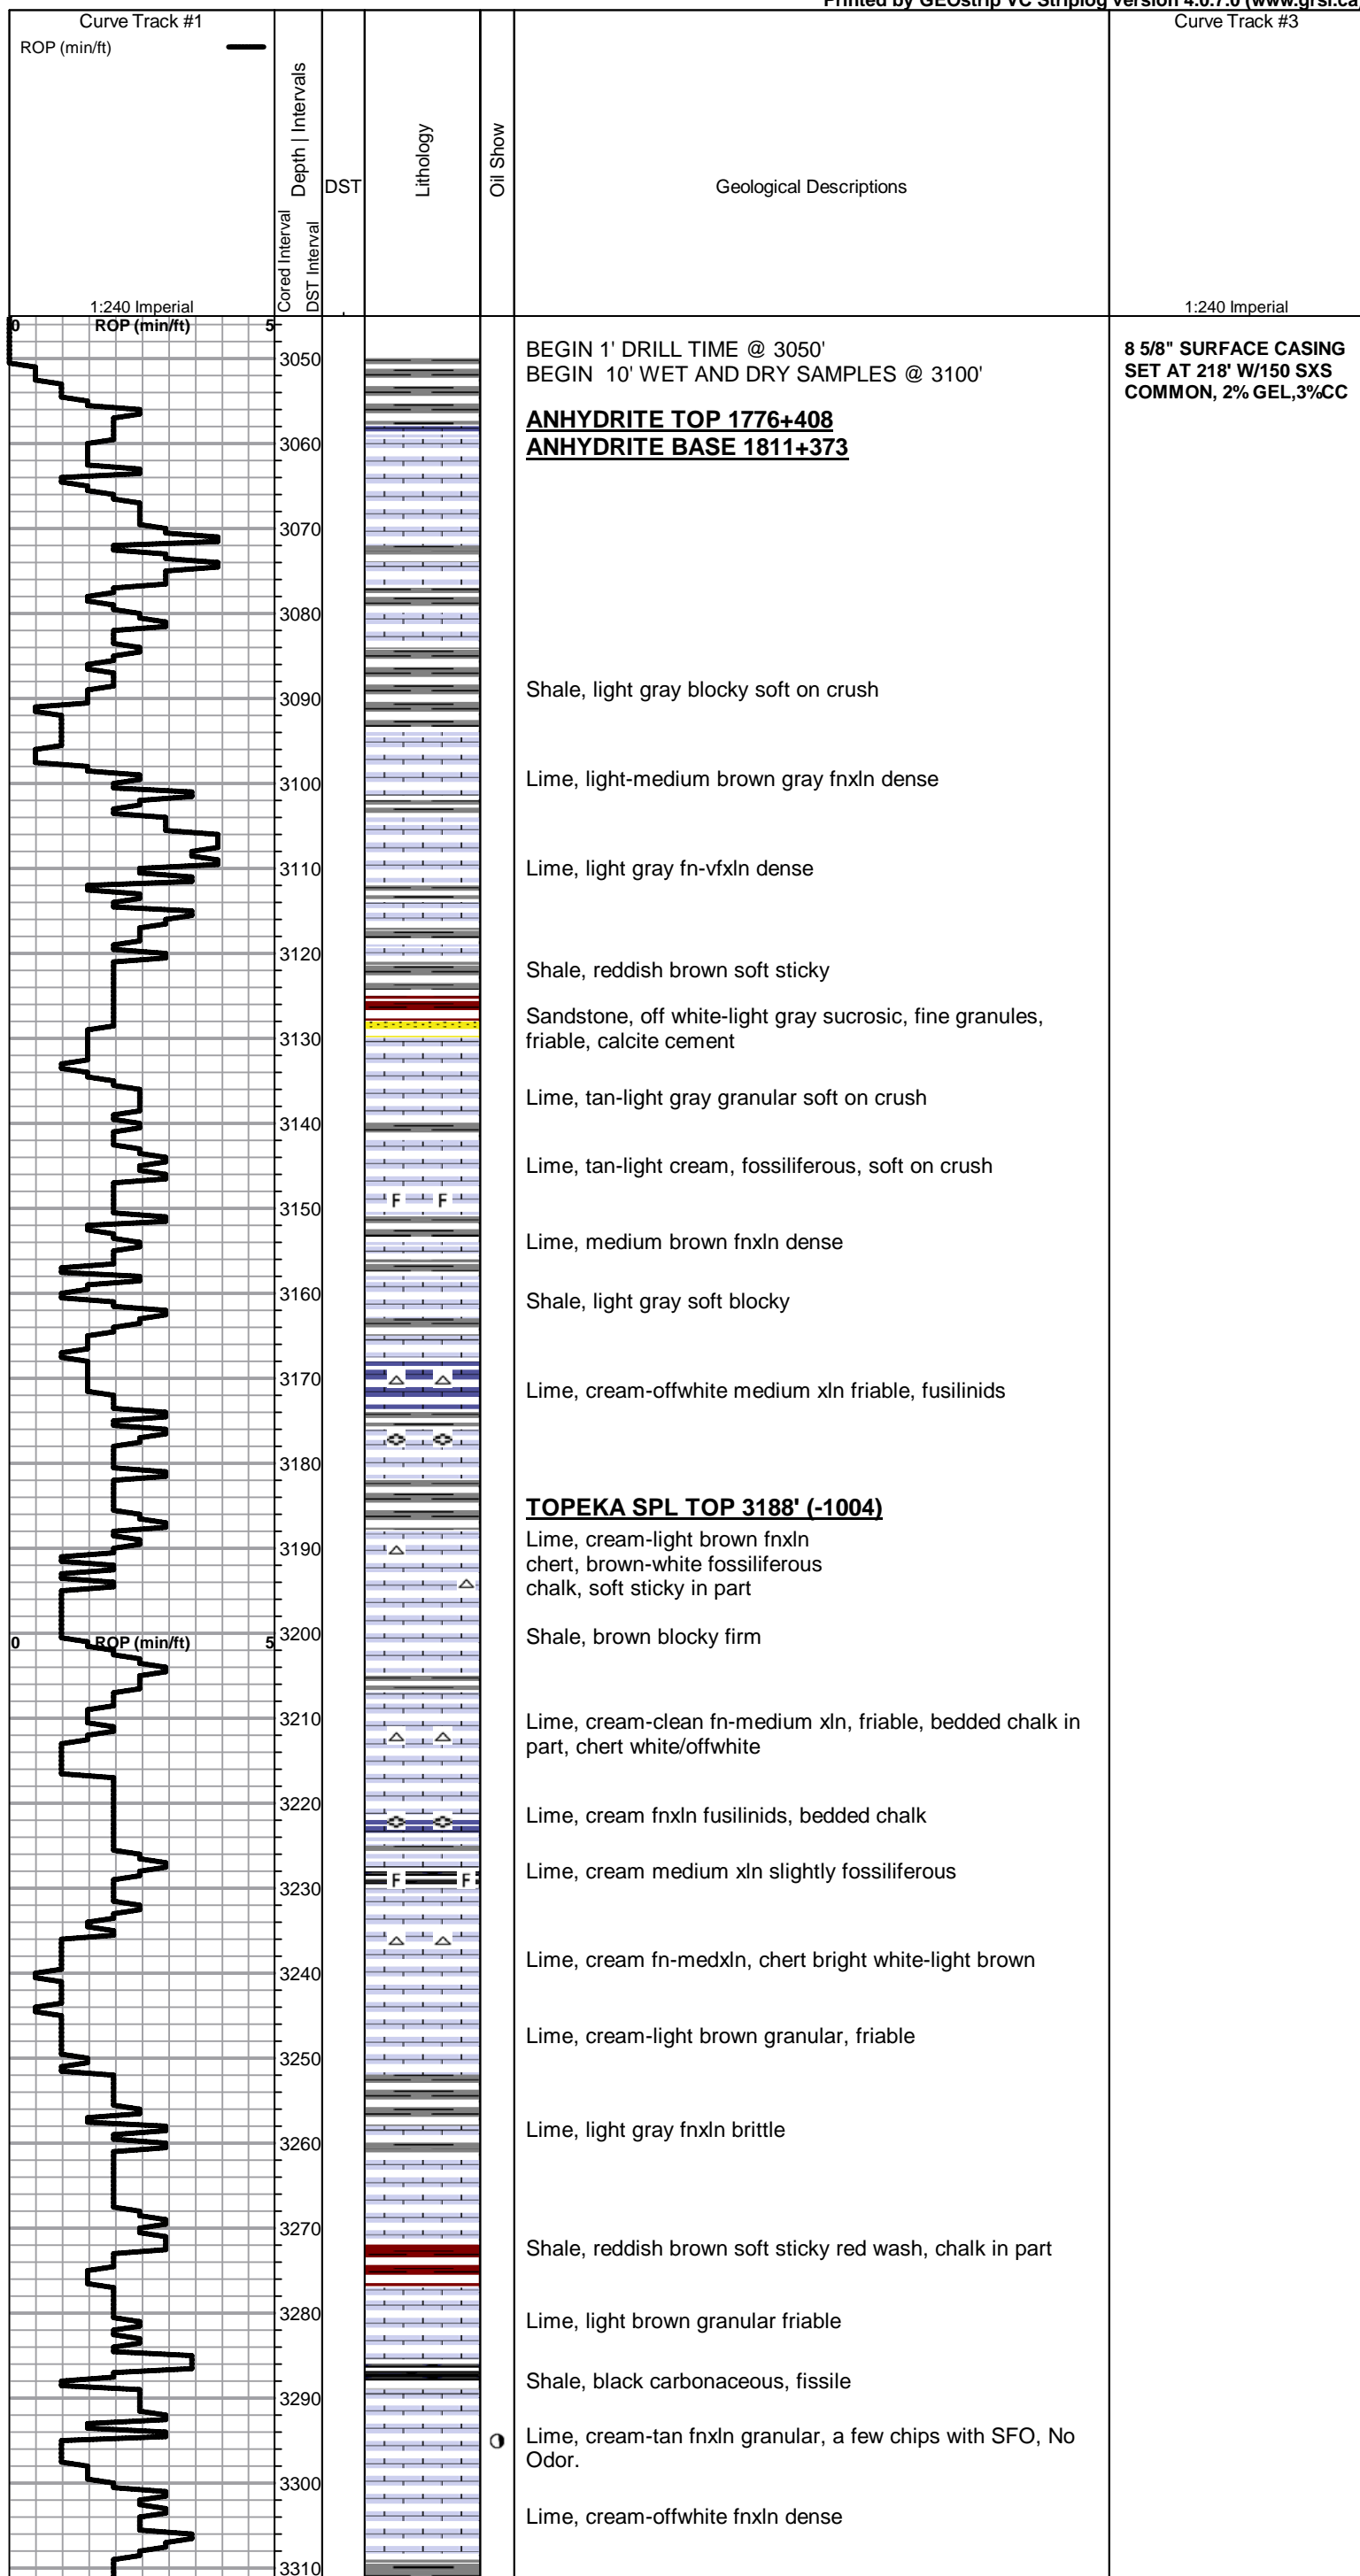 Printed by GEOstrip VC Striplog version 4.0.7.0 (www.grsi.ca)
Curve Track #1
ROP (min/ft)
1:240 Imperial
Cored Interval
Depth | Intervals
DST Interval
DST
Lithology
Oil Show
Geological Descriptions
Curve Track #3
1:240 Imperial
0 ROP (min/ft) 5
3050
BEGIN 1' DRILL TIME @ 3050'
BEGIN 10' WET AND DRY SAMPLES @ 3100'
8 5/8" SURFACE CASING
SET AT 218' W/150 SXS
COMMON, 2% GEL,3%CC
ANHYDRITE TOP 1776+408
3060
ANHYDRITE BASE 1811+373
3070
3080
3090
Shale, light gray blocky soft on crush
3100
Lime, light-medium brown gray fnxln dense
3110
Lime, light gray fn-vfxln dense
3120
Shale, reddish brown soft sticky
Sandstone, off white-light gray sucrosic, fine granules,
3130
friable, calcite cement
Lime, tan-light gray granular soft on crush
3140
Lime, tan-light cream, fossiliferous, soft on crush
F F
3150
Lime, medium brown fnxln dense
3160
Shale, light gray soft blocky
3170
Lime, cream-offwhite medium xln friable, fusilinids
3180
TOPEKA SPL TOP 3188' (-1004)
Lime, cream-light brown fnxln
3190
chert, brown-white fossiliferous
chalk, soft sticky in part
0 ROP (min/ft) 5
3200
Shale, brown blocky firm
3210
Lime, cream-clean fn-medium xln, friable, bedded chalk in
part, chert white/offwhite
3220
Lime, cream fnxln fusilinids, bedded chalk
Lime, cream medium xln slightly fossiliferous
F F
3230
3240
Lime, cream fn-medxln, chert bright white-light brown
Lime, cream-light brown granular, friable
3250
Lime, light gray fnxln brittle
3260
3270
Shale, reddish brown soft sticky red wash, chalk in part
3280
Lime, light brown granular friable
Shale, black carbonaceous, fissile
3290
Lime, cream-tan fnxln granular, a few chips with SFO, No
Odor.
3300
Lime, cream-offwhite fnxln dense
3310